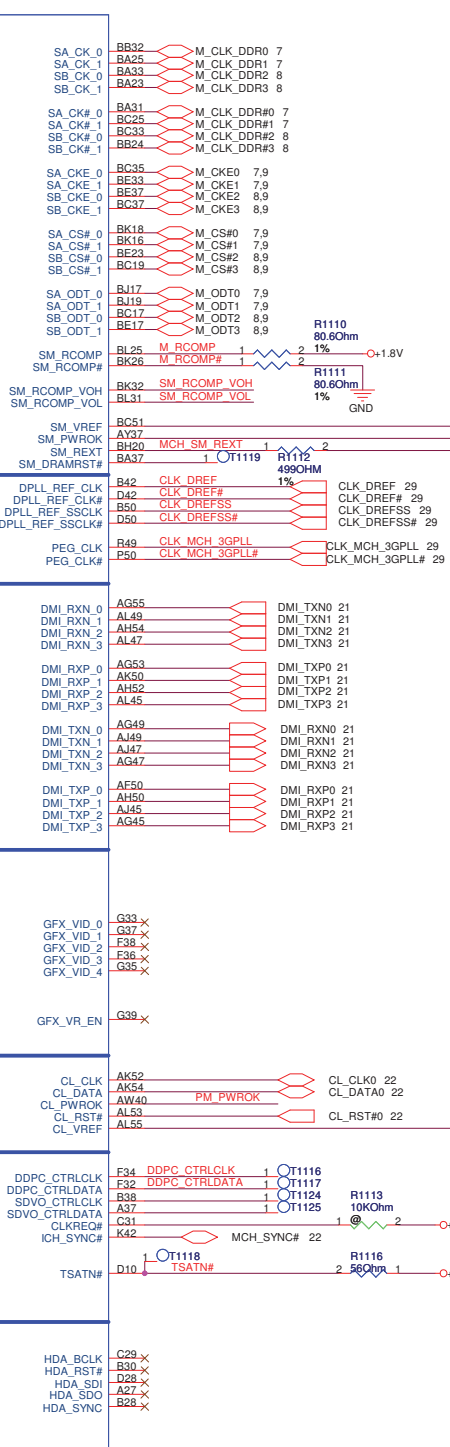 SA_CK_0 BB32 M_CLK_DDR0 7
SA_CK_1 BA25 M_CLK_DDR1 7
SB_CK_0 BA33 M_CLK_DDR2 8
SB_CK_1 BA23 M_CLK_DDR3 8
SA_CK#_0 BA31 M_CLK_DDR#0 7
SA_CK#_1 BC25 M_CLK_DDR#1 7
SB_CK#_0 BC33 M_CLK_DDR#2 8
SB_CK#_1 BB24 M_CLK_DDR#3 8
SA_CKE_0 BC35 M_CKE0 7,9
SA_CKE_1 BE33 M_CKE1 7,9
SB_CKE_0 BE37 M_CKE2 8,9
SB_CKE_1 BC37 M_CKE3 8,9
SA_CS#_0 BK18 M_CS#0 7,9
SA_CS#_1 BK16 M_CS#1 7,9
SB_CS#_0 BE23 M_CS#2 8,9
SB_CS#_1 BC19 M_CS#3 8,9
SA_ODT_0 BJ17 M_ODT0 7,9
SA_ODT_1 BJ19 M_ODT1 7,9
SB_ODT_0 BC17 M_ODT2 8,9
SB_ODT_1 BE17 M_ODT3 8,9
R1110
80.6Ohm
SM_RCOMP BL25 M_RCOMP 1 2 1% +1.8V
SM_RCOMP# BK26 M_RCOMP# 1 2 R1111
80.6Ohm
1%
GND
SM_RCOMP_VOH BK32 SM_RCOMP_VOH
SM_RCOMP_VOL BL31 SM_RCOMP_VOL
SM_VREF BC51
SM_PWROK AY37
SM_REXT BH20 MCH_SM_REXT 1 2
SM_DRAMRST# BA37 1 T1119 R1112
499OHM
1%
DPLL_REF_CLK B42 CLK_DREF CLK_DREF 29
DPLL_REF_CLK# D42 CLK_DREF# CLK_DREF# 29
DPLL_REF_SSCLK B50 CLK_DREFSS CLK_DREFSS 29
DPLL_REF_SSCLK# D50 CLK_DREFSS# CLK_DREFSS# 29
PEG_CLK R49 CLK_MCH_3GPLL CLK_MCH_3GPLL 29
PEG_CLK# P50 CLK_MCH_3GPLL# CLK_MCH_3GPLL# 29
DMI_RXN_0 AG55 DMI_TXN0 21
DMI_RXN_1 AL49 DMI_TXN1 21
DMI_RXN_2 AH54 DMI_TXN2 21
DMI_RXN_3 AL47 DMI_TXN3 21
DMI_RXP_0 AG53 DMI_TXP0 21
DMI_RXP_1 AK50 DMI_TXP1 21
DMI_RXP_2 AH52 DMI_TXP2 21
DMI_RXP_3 AL45 DMI_TXP3 21
DMI_TXN_0 AG49 DMI_RXN0 21
DMI_TXN_1 AJ49 DMI_RXN1 21
DMI_TXN_2 AJ47 DMI_RXN2 21
DMI_TXN_3 AG47 DMI_RXN3 21
DMI_TXP_0 AF50 DMI_RXP0 21
DMI_TXP_1 AH50 DMI_RXP1 21
DMI_TXP_2 AJ45 DMI_RXP2 21
DMI_TXP_3 AG45 DMI_RXP3 21
GFX_VID_0 G33
GFX_VID_1 G37
GFX_VID_2 F38
GFX_VID_3 F36
GFX_VID_4 G35
GFX_VR_EN G39
CL_CLK AK52 CL_CLK0 22
CL_DATA AK54 CL_DATA0 22
CL_PWROK AW40 PM_PWROK
CL_RST# AL53 CL_RST#0 22
CL_VREF AL55
DDPC_CTRLCLK F34 DDPC_CTRLCLK 1 T1116
DDPC_CTRLDATA F32 DDPC_CTRLDATA 1 T1117
SDVO_CTRLCLK B38 1 T1124
SDVO_CTRLDATA A37 1 T1125
R1113
10KOhm
CLKREQ# C31 1 @ 2
ICH_SYNC# K42 MCH_SYNC# 22
1 T1118 R1116
TSATN# D10 TSATN# 2 56Ohm 1
HDA_BCLK C29
HDA_RST# B30
HDA_SDI D28
HDA_SDO A27
HDA_SYNC B28